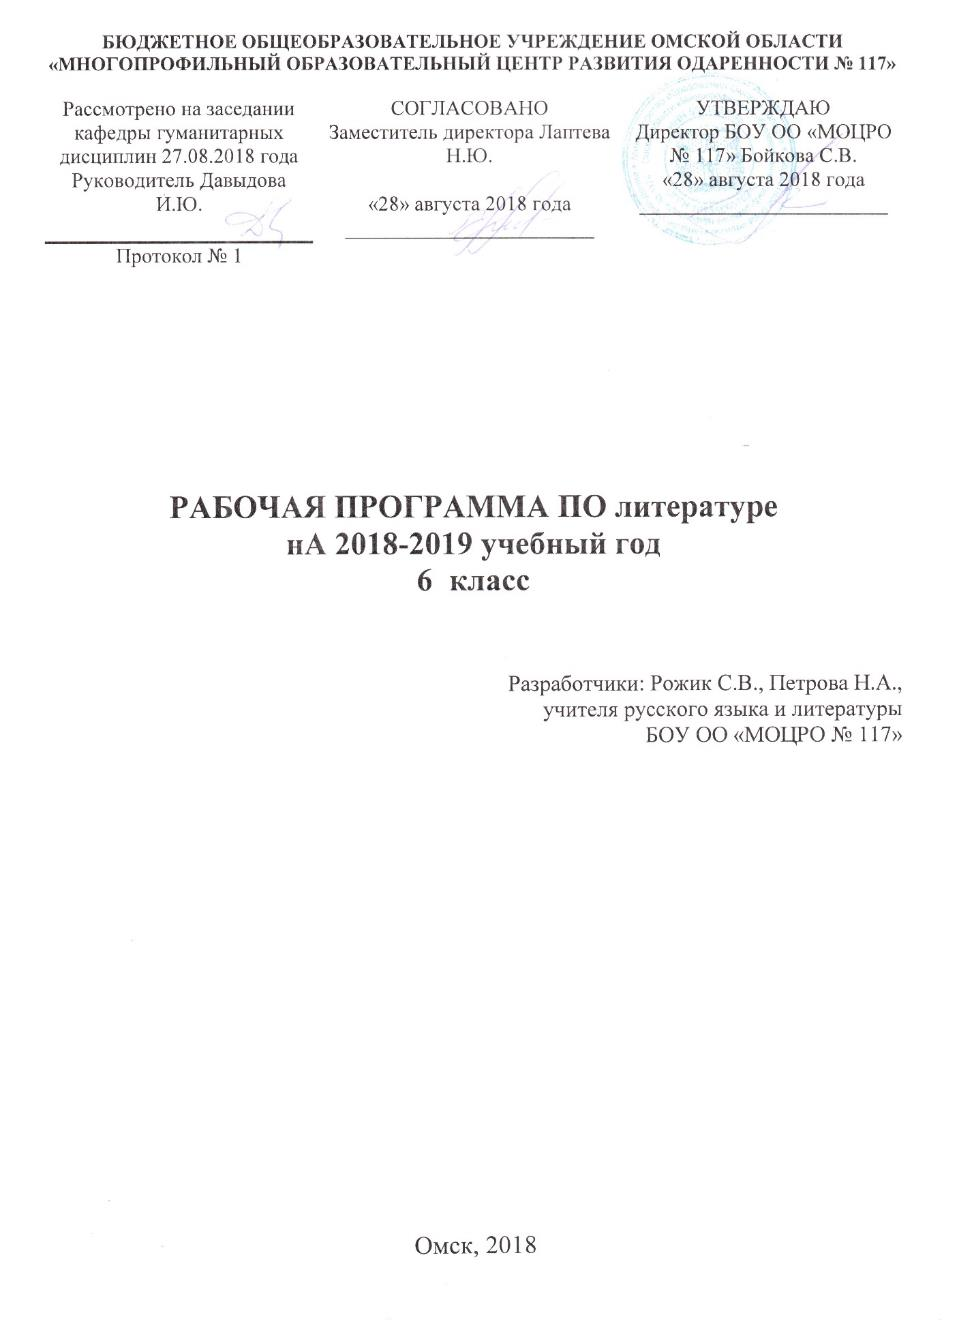 БЮДЖЕТНОЕ ОБЩЕОБРАЗОВАТЕЛЬНОЕ УЧРЕЖДЕНИЕ ОМСКОЙ ОБЛАСТИ
«МНОГОПРОФИЛЬНЫЙ ОБРАЗОВАТЕЛЬНЫЙ ЦЕНТР РАЗВИТИЯ ОДАРЕННОСТИ № 117»
Рассмотрено на заседании
кафедры гуманитарных
дисциплин 27.08.2018 года
Руководитель Давыдова
И.Ю.
Протокол № 1
СОГЛАСОВАНО
Заместитель директора Лаптева
Н.Ю.
«28» августа 2018 года
УТВЕРЖДАЮ
Директор БОУ ОО «МОЦРО
№ 117» Бойкова С.В.
«28» августа 2018 года
РАБОЧАЯ ПРОГРАММА ПО литературе
нА 2018-2019 учебный год
6 класс
Разработчики: Рожик С.В., Петрова Н.А.,
учителя русского языка и литературы
БОУ ОО «МОЦРО № 117»
Омск, 2018